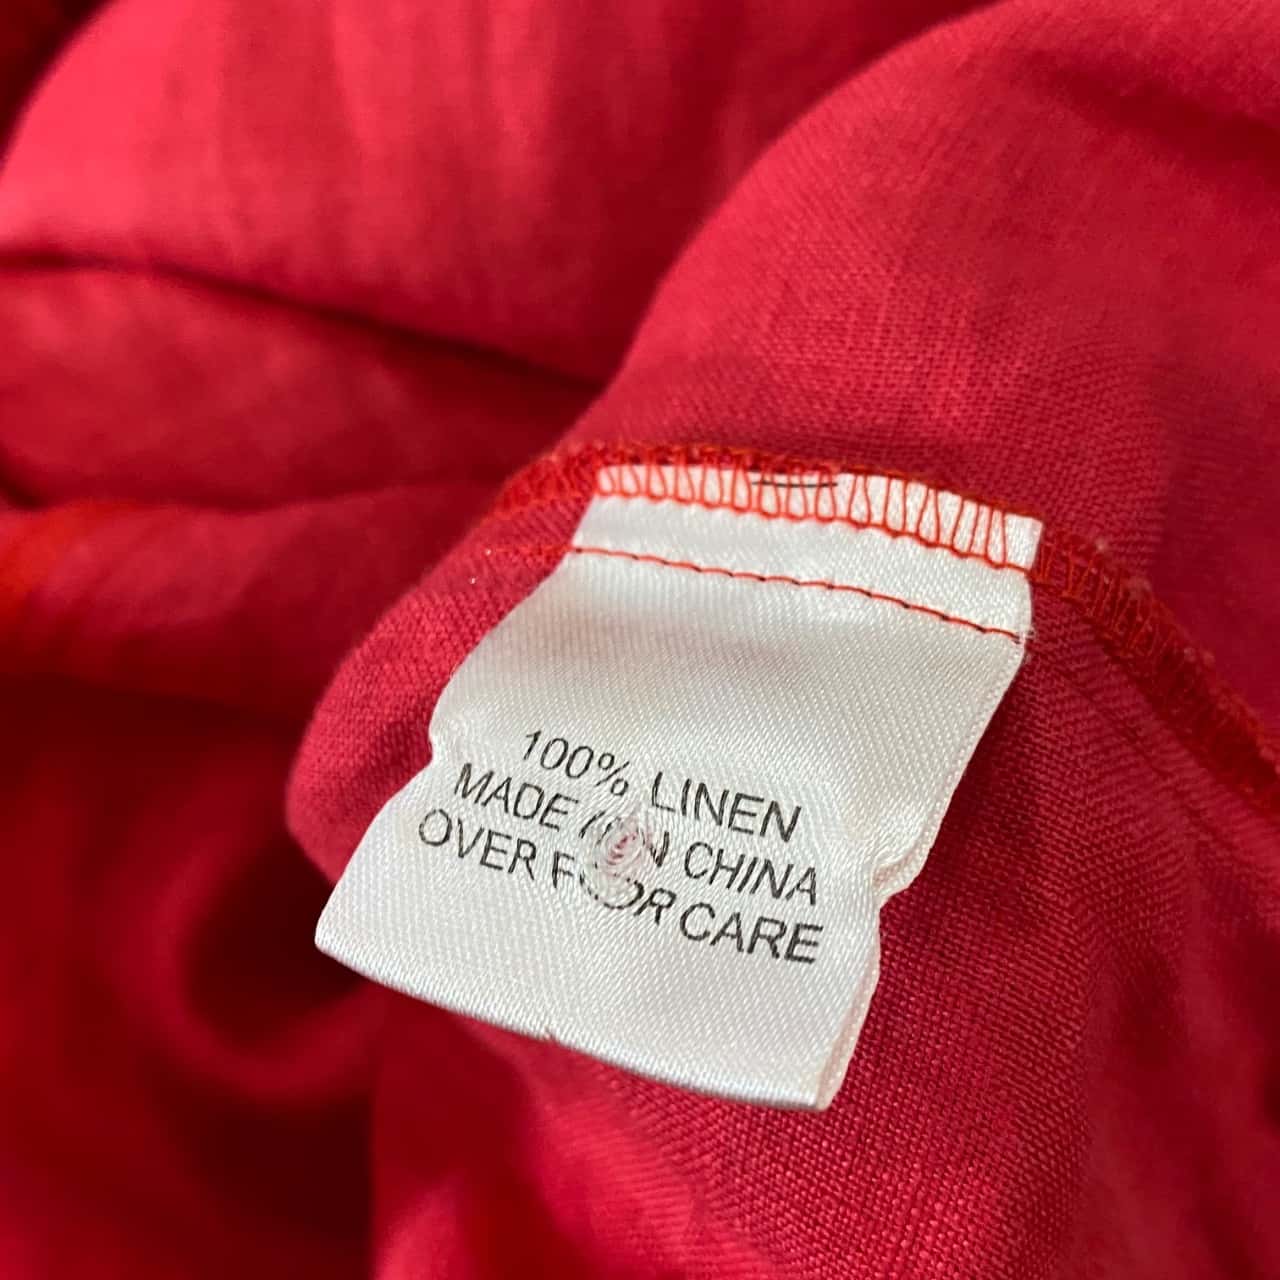 100% LINEN
MADE IN CHINA
OVER FOR CARE